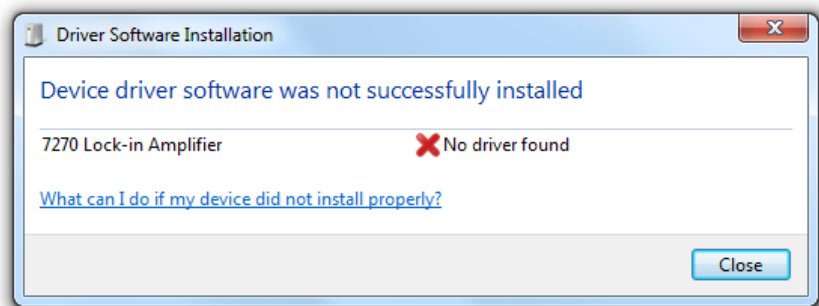 Driver Software Installation
Device driver software was not successfully installed
7270 Lock-in Amplifier No driver found
What can I do if my device did not install properly?
Close